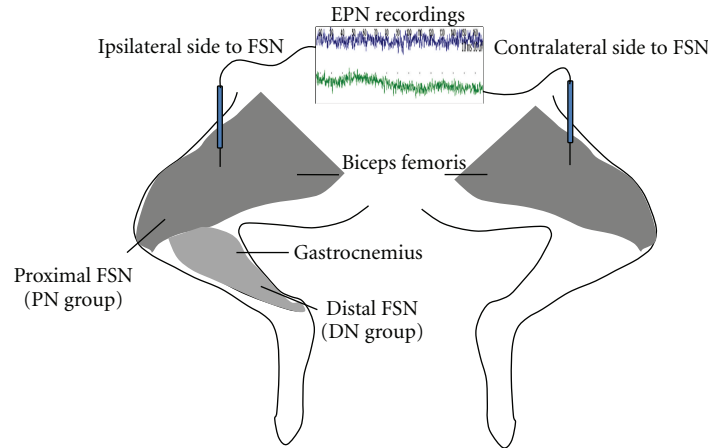 EPN recordings
Ipsilateral side to FSN
Contralateral side to FSN
Biceps femoris
Gastrocnemius
Proximal FSN
(PN group)
Distal FSN
(DN group)